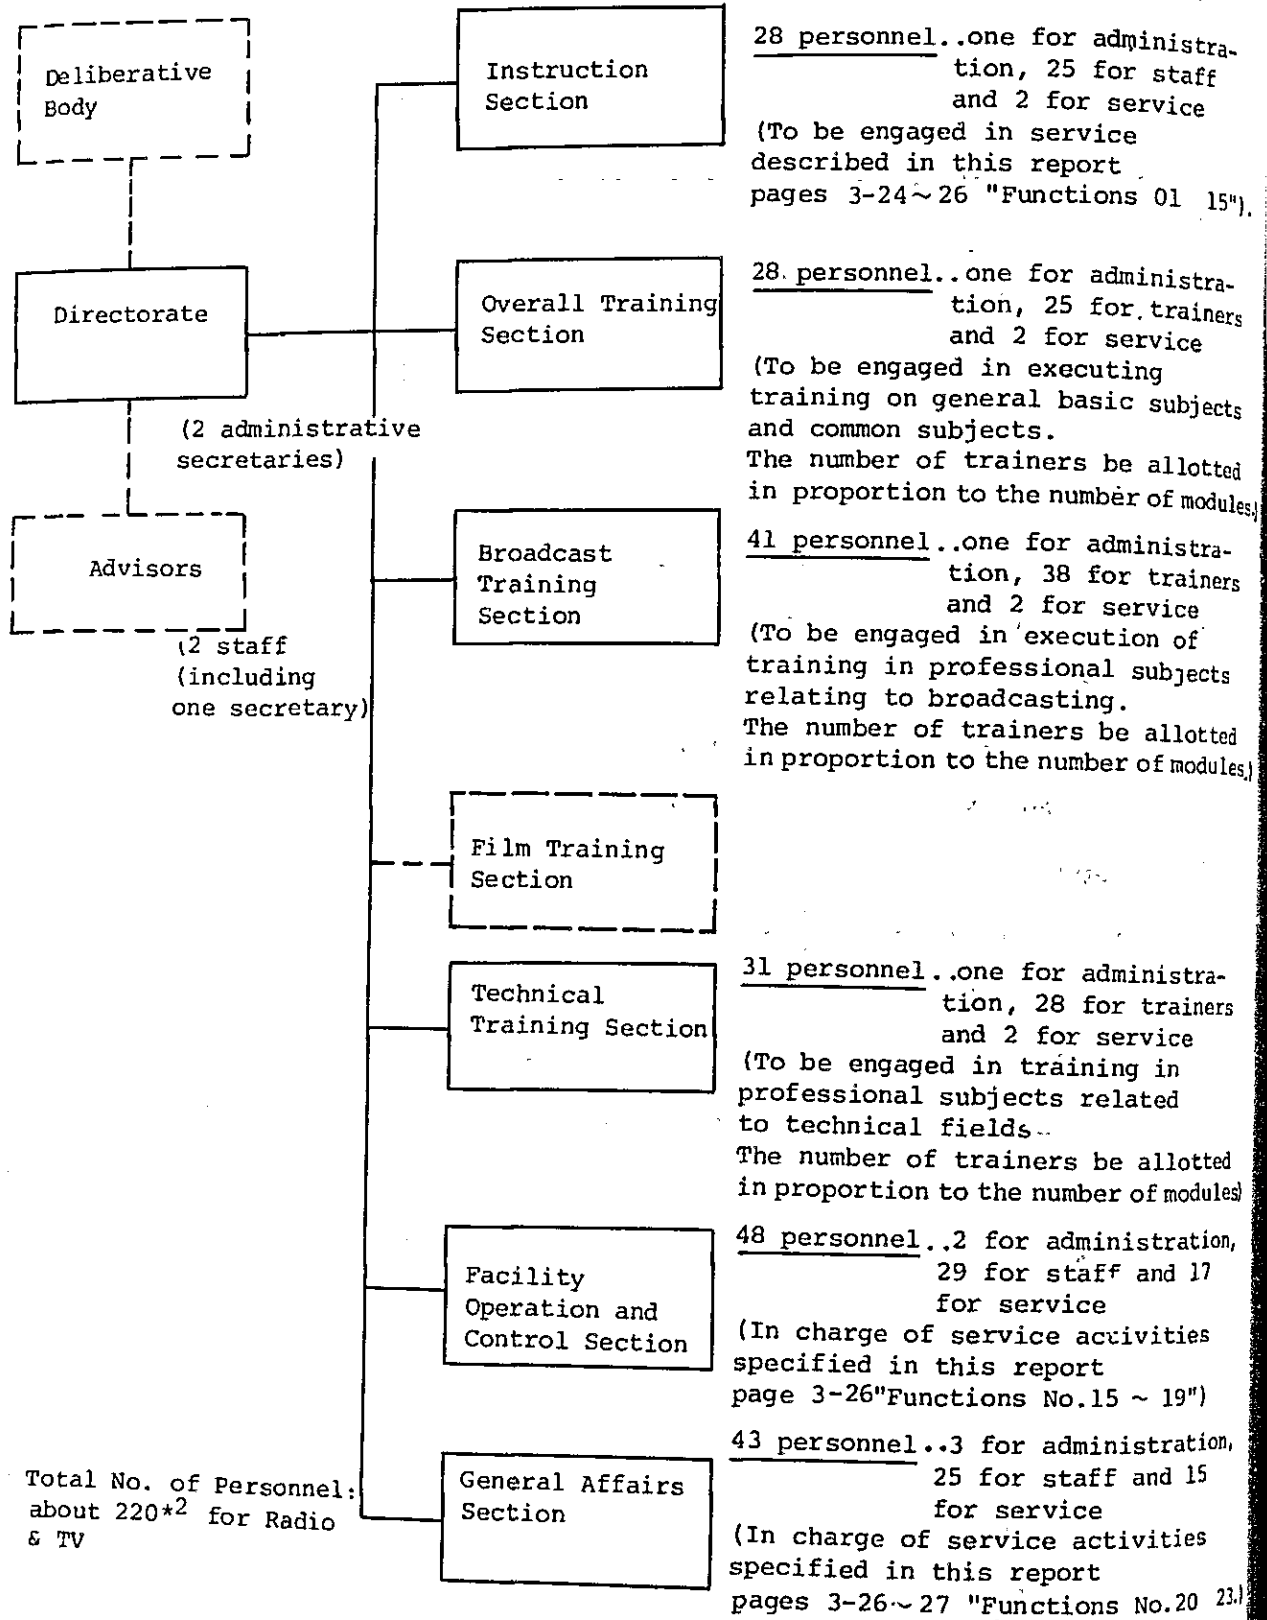 Deliberative
Body
Instruction
Section
28 personnel..one for administra-
tion, 25 for staff
and 2 for service
(To be engaged in service
described in this report
pages 3-24~26 "Functions 01 15").
Directorate
(2 administrative
secretaries)
Overall Training
Section
28 personnel..one for administra-
tion, 25 for trainers
and 2 for service
(To be engaged in executing
training on general basic subjects
and common subjects.
The number of trainers be allotted
in proportion to the number of modules.)
Advisors
(2 staff
(including
one secretary)
Broadcast
Training
Section
41 personnel..one for administra-
tion, 38 for trainers
and 2 for service
(To be engaged in execution of
training in professional subjects
relating to broadcasting.
The number of trainers be allotted
in proportion to the number of modules.)
Film Training
Section
Technical
Training Section
31 personnel..one for administra-
tion, 28 for trainers
and 2 for service
(To be engaged in training in
professional subjects related
to technical fields
The number of trainers be allotted
in proportion to the number of modules)
Facility
Operation and
Control Section
48 personnel..2 for administration,
29 for staff and 17
for service
(In charge of service activities
specified in this report
page 3-26"Functions No.15 ~ 19")
General Affairs
Section
43 personnel..3 for administration,
25 for staff and 15
for service
(In charge of service activities
specified in this report
pages 3-26~27 "Functions No.20 23.)
Total No. of Personnel:
about 220*2 for Radio
& TV